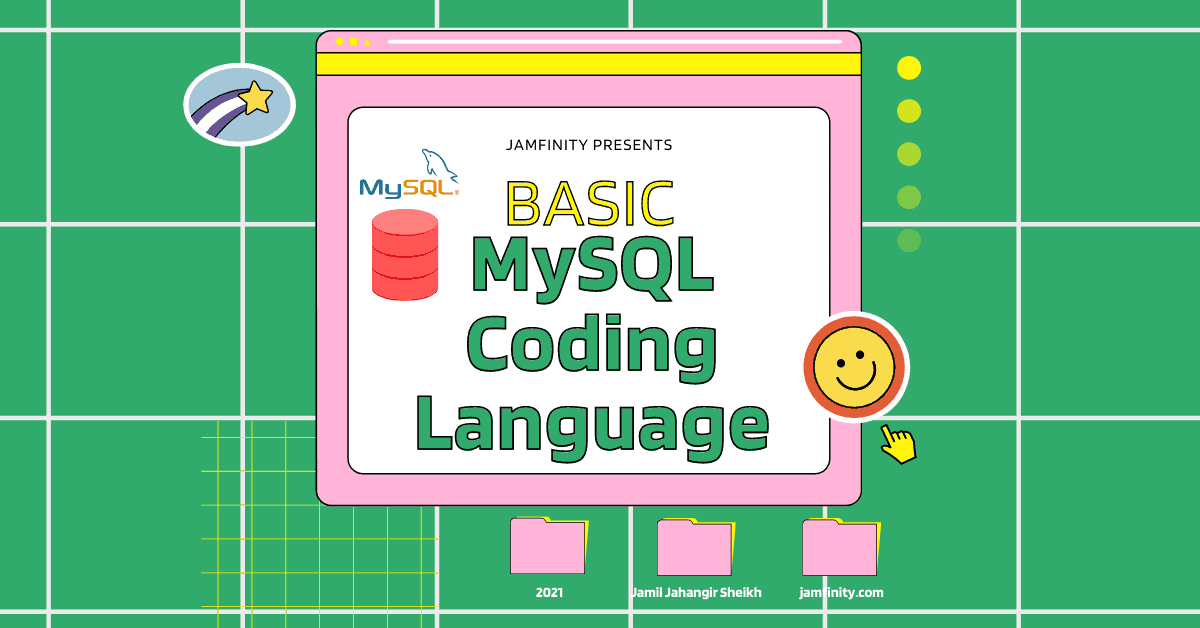 JAMFINITY PRESENTS
MySQL®
BASIC
MySQL
Coding
Language
2021
Jamil Jahangir Sheikh
jamfinity.com